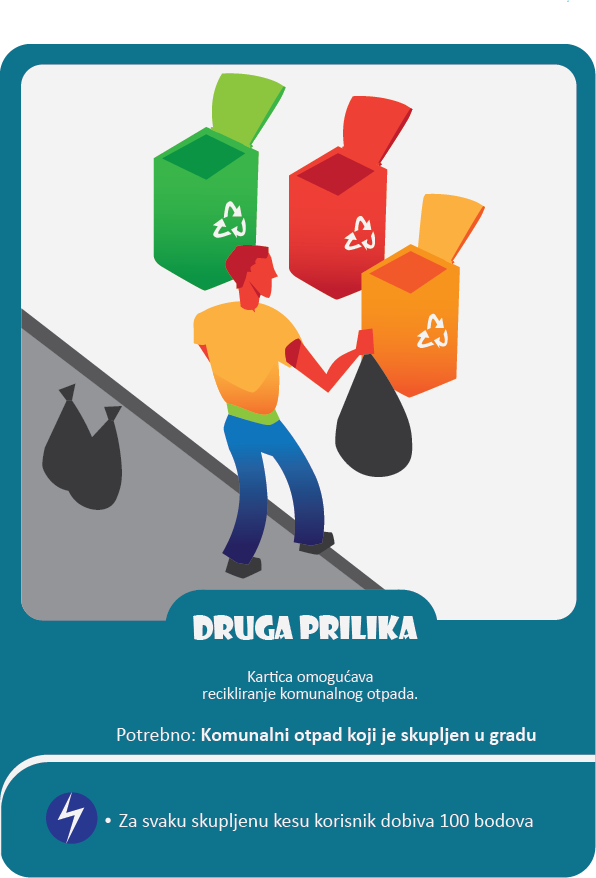 DRUGA PRILIKA
Kartica omogućava
recikliranje komunalnog otpada.
Potrebno: Komunalni otpad koji je skupljen u gradu
• Za svaku skupljenu kesu korisnik dobiva 100 bodova